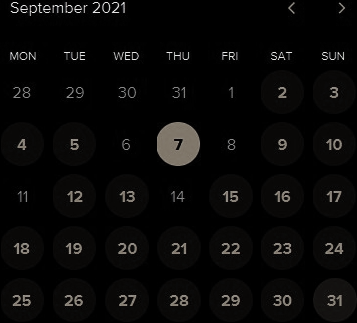 September 2021
MON TUE WED THU FRI SAT SUN
28 29 30 31 1 2 3
4 5 6 7 8 9 10
11 12 13 14 15 16 17
18 19 20 21 22 23 24
25 26 27 28 29 30 31